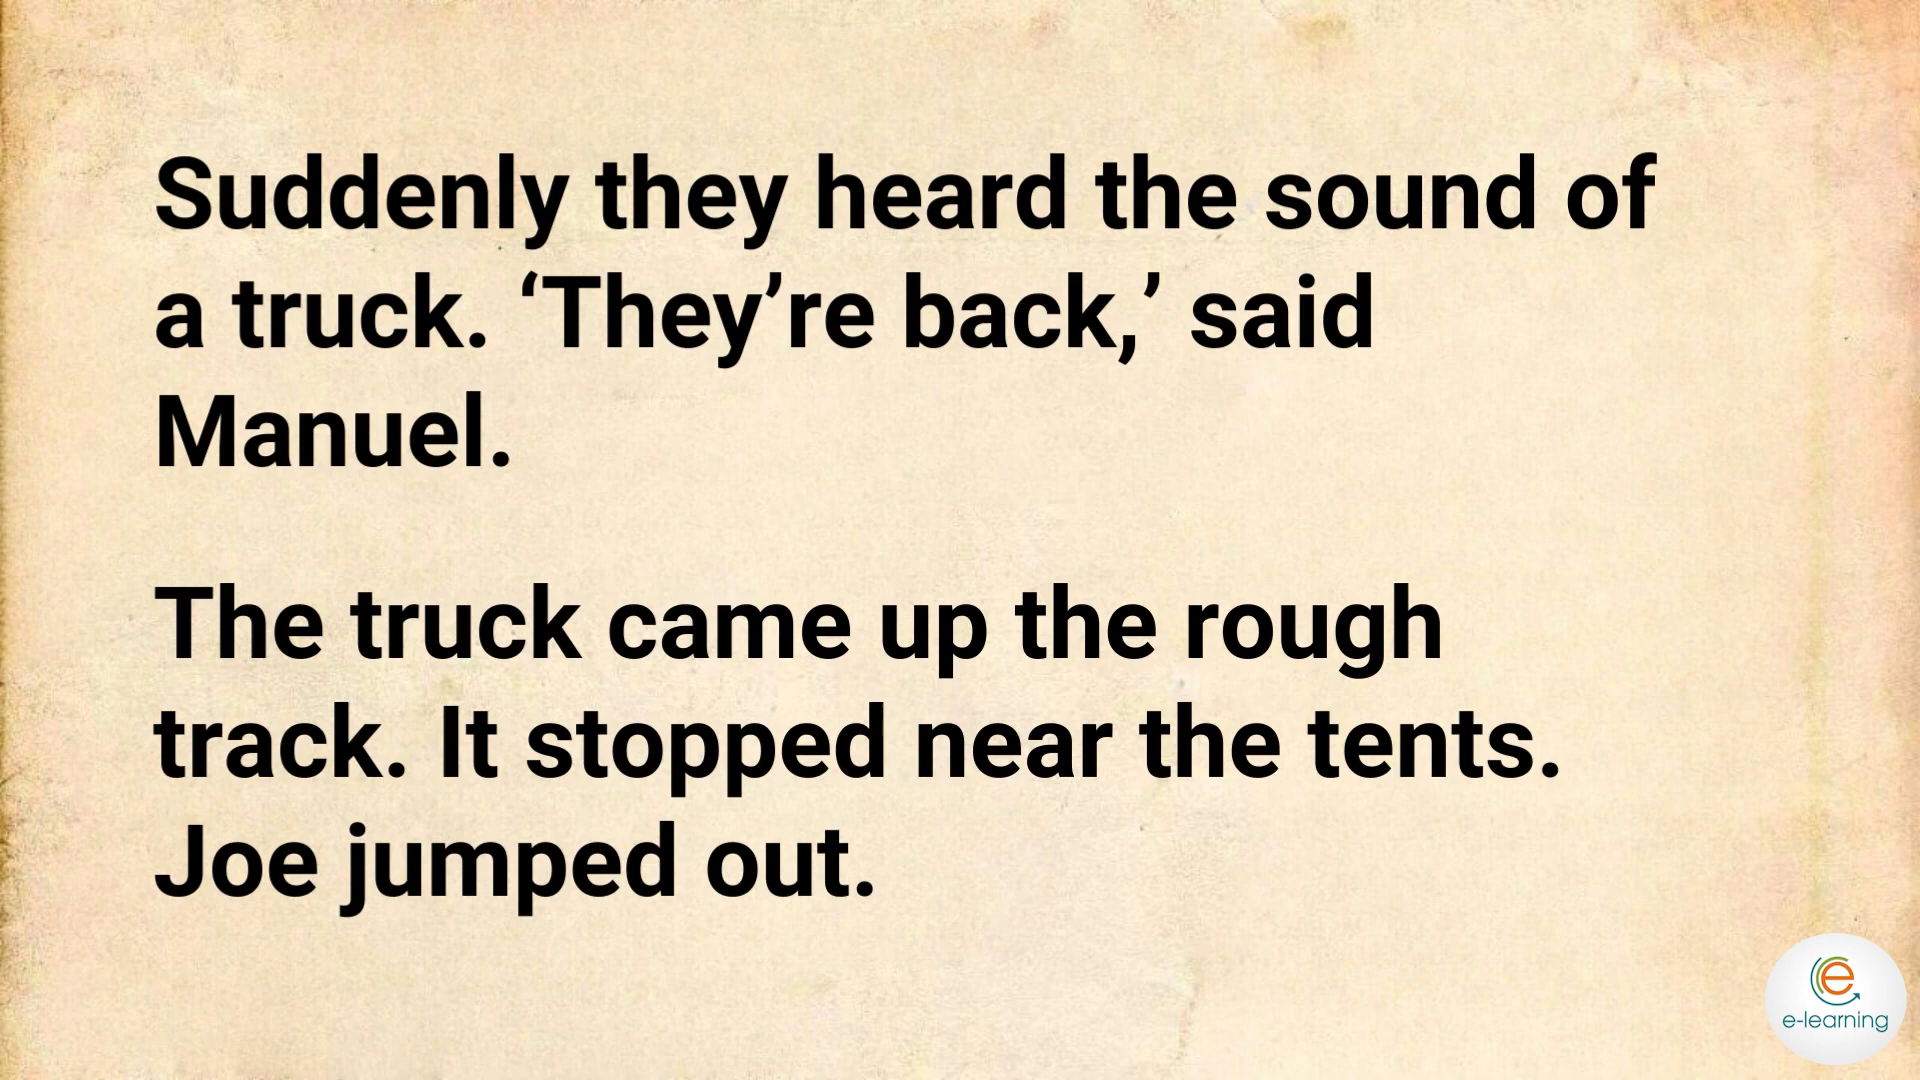 Suddenly they heard the sound of
a truck. ‘They’re back,’ said
Manuel.
The truck came up the rough
track. It stopped near the tents.
Joe jumped out.
e
e-learning